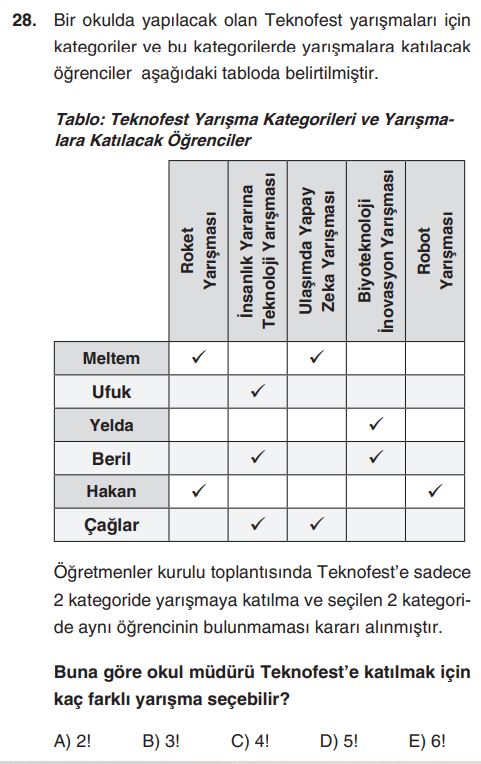 28. Bir okulda yapılacak olan Teknofest yarışmaları için
kategoriler ve bu kategorilerde yarışmalara katılacak
öğrenciler aşağıdaki tabloda belirtilmiştir.
Tablo: Teknofest Yarışma Kategorileri ve Yarışma-
lara Katılacak Öğrenciler
Roket
Yarışması
İnsanlık Yararına
Teknoloji Yarışması
Ulaşımda Yapay
Zeka Yarışması
Biyoteknoloji
İnovasyon Yarışması
Robot
Yarışması
Meltem ✓ ✓
Ufuk ✓
Yelda ✓
Beril ✓ ✓
Hakan ✓ ✓
Çağlar ✓ ✓
Öğretmenler kurulu toplantısında Teknofest'e sadece
2 kategoride yarışmaya katılma ve seçilen 2 kategori-
de aynı öğrencinin bulunmaması kararı alınmıştır.
Buna göre okul müdürü Teknofest'e katılmak için
kaç farklı yarışma seçebilir?
A) 2! B) 3! C) 4! D) 5! E) 6!